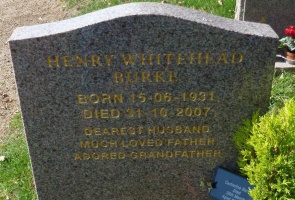 HENRY WHITEHEAD
BURKE
BORN 15-06-1931
DIED 31-10-2007
DEAREST HUSBAND
MUCH LOVED FATHER
ADORED GRANDFATHER